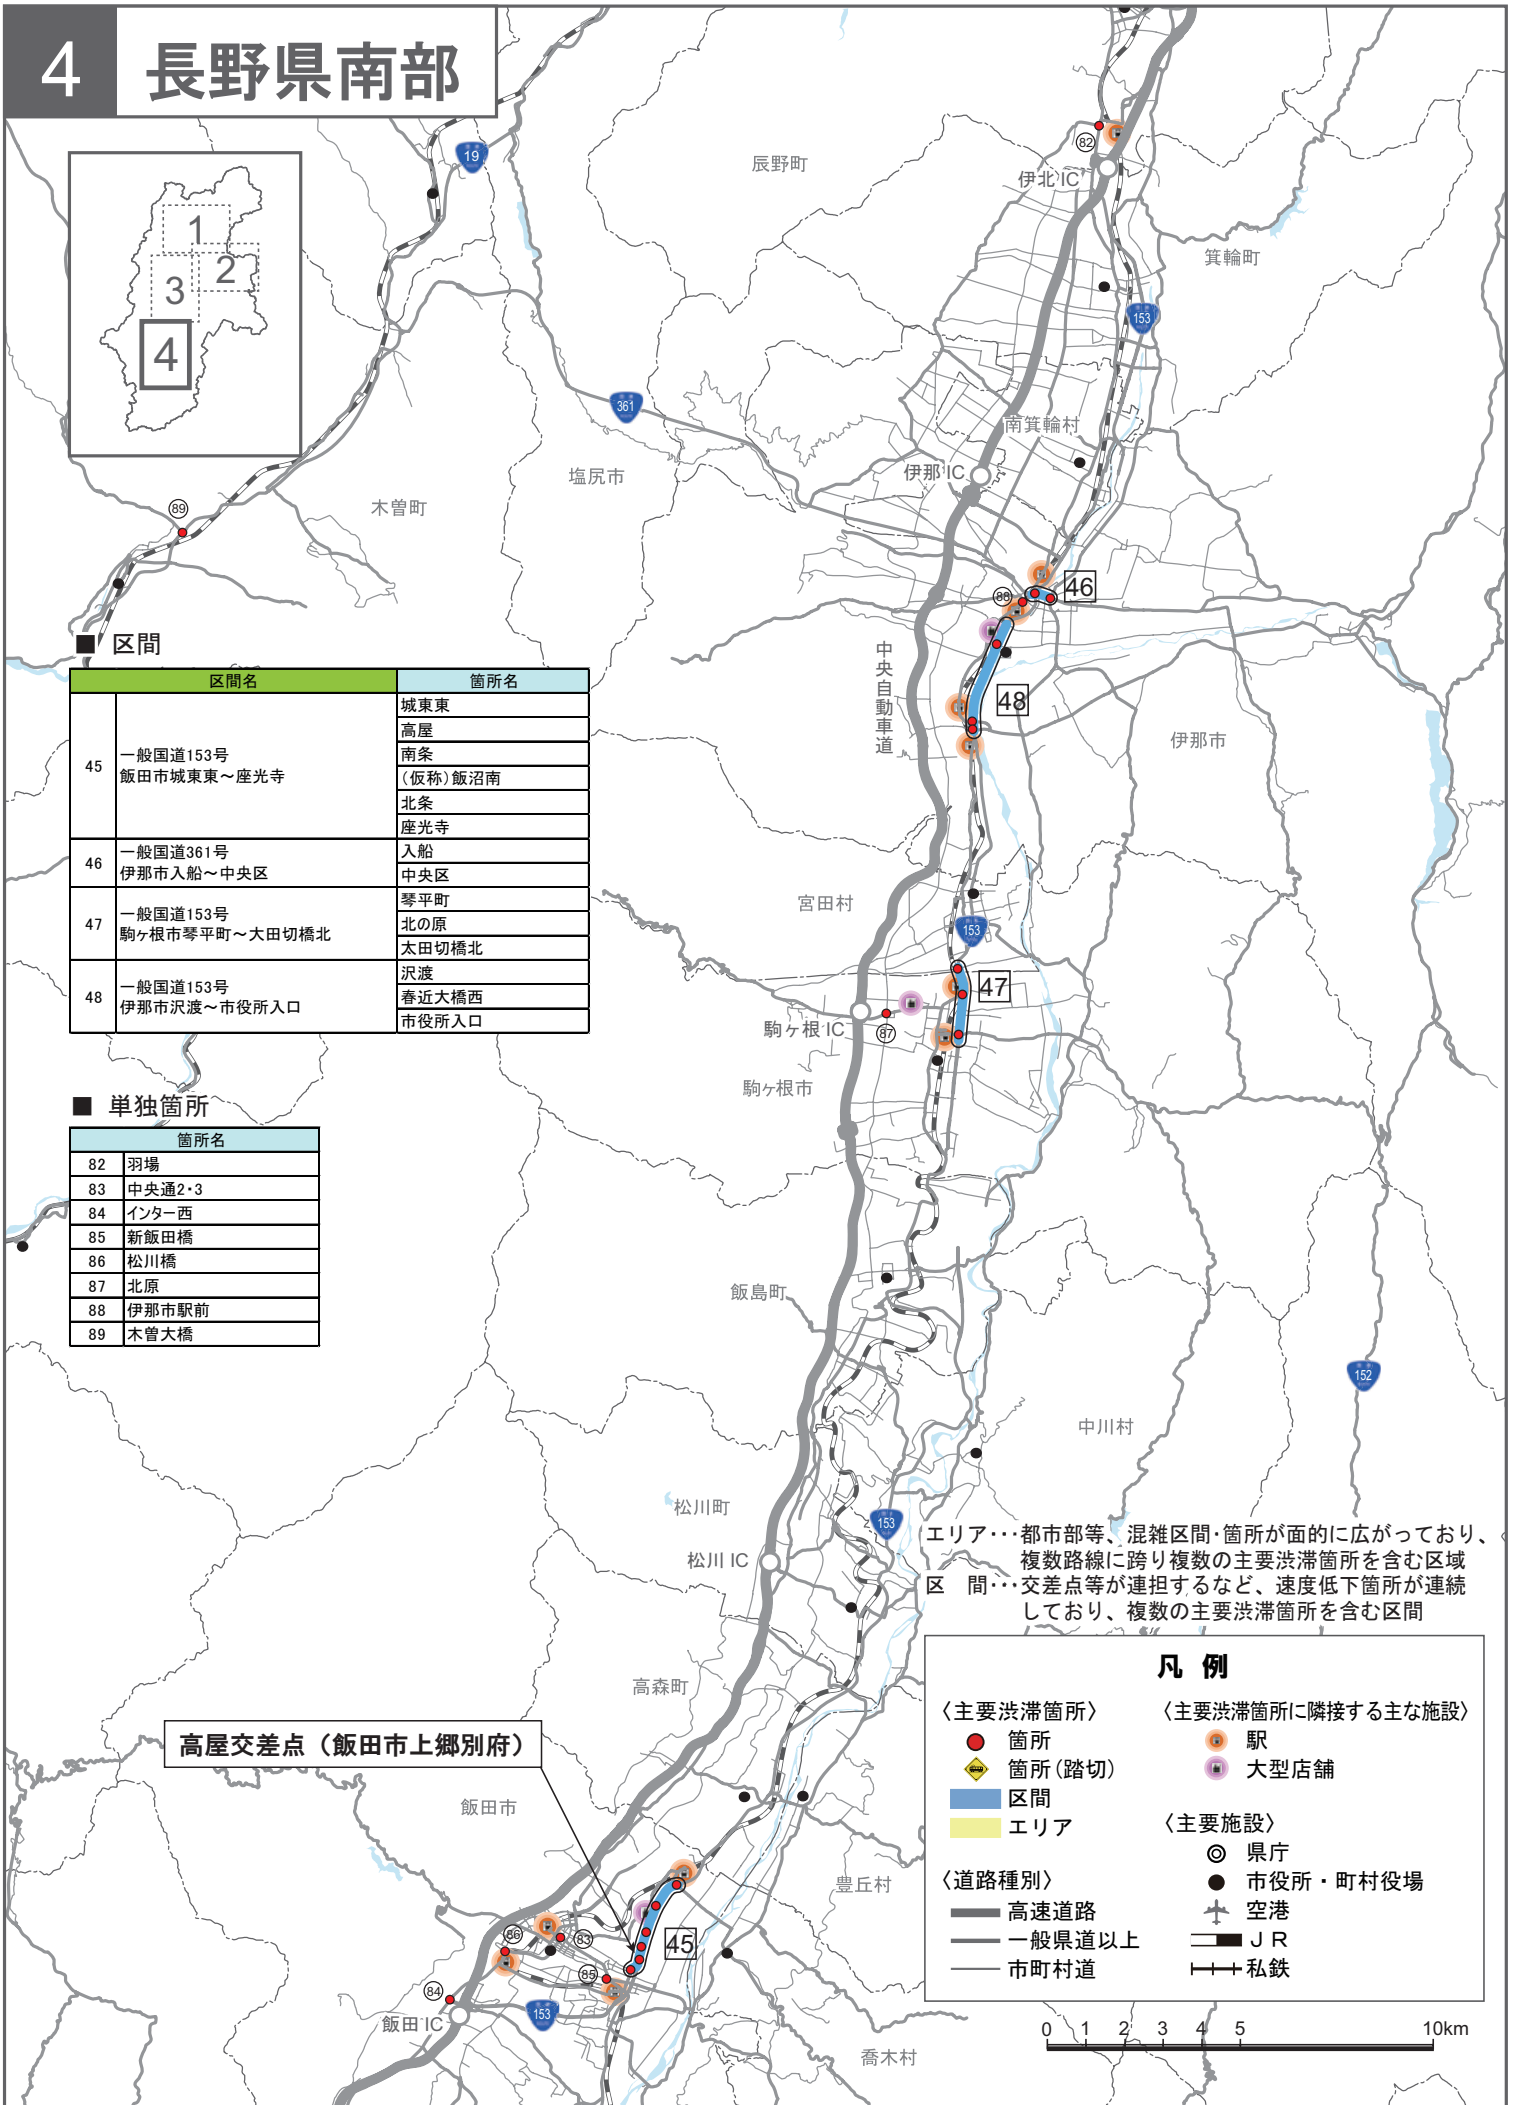 4 長野県南部
1
2
3
4
19
辰野町
82
伊北 IC
箕輪町
153
361
南箕輪村
伊那 IC
塩尻市
木曽町
89
46
88
中央自動車道
48
伊那市
■ 区間
区間名 箇所名
45 一般国道153号 飯田市城東東~座光寺
城東東
高屋
南条
(仮称)飯沼南
北条
座光寺
46 一般国道361号 伊那市入船~中央区
入船
中央区
47 一般国道153号 駒ヶ根市琴平町~大田切橋北
琴平町
北の原
太田切橋北
48 一般国道153号 伊那市沢渡~市役所入口
沢渡
春近大橋西
市役所入口
宮田村
153
47
駒ヶ根 IC
87
駒ヶ根市
■ 単独箇所
箇所名
82 羽場
83 中央通2・3
84 インター西
85 新飯田橋
86 松川橋
87 北原
88 伊那市駅前
89 木曽大橋
飯島町
152
中川村
松川町
153
松川 IC
エリア・・・都市部等、混雑区間・箇所が面的に広がっており、
複数路線に跨り複数の主要渋滞箇所を含む区域
区 間・・・交差点等が連担するなど、速度低下箇所が連続
しており、複数の主要渋滞箇所を含む区間
高森町
高屋交差点(飯田市上郷別府)
飯田市
豊丘村
86
83
45
85
84
飯田 IC
153
喬木村
凡 例
〈主要渋滞箇所〉
箇所
箇所(踏切)
区間
エリア
〈道路種別〉
高速道路
一般県道以上
市町村道
〈主要渋滞箇所に隣接する主な施設〉
駅
大型店舗
〈主要施設〉
県庁
市役所・町村役場
空港
JR
私鉄
0 1 2 3 4 5 10km